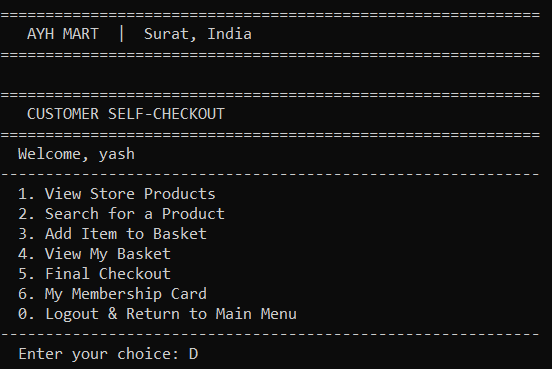 ============================================================
AYH MART  |  Surat, India
============================================================
============================================================
CUSTOMER SELF-CHECKOUT
============================================================
Welcome, yash
------------------------------------------------------------
1. View Store Products
2. Search for a Product
3. Add Item to Basket
4. View My Basket
5. Final Checkout
6. My Membership Card
0. Logout & Return to Main Menu
------------------------------------------------------------
Enter your choice: D